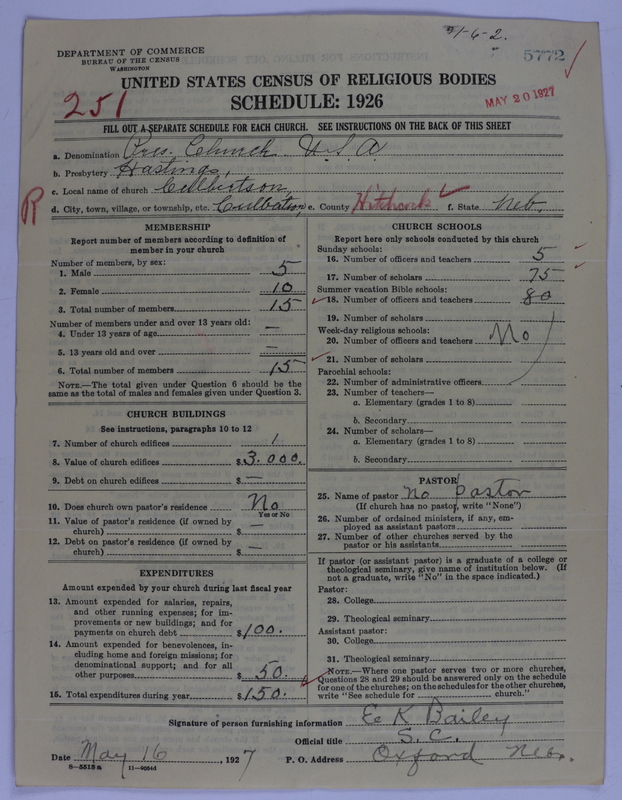 91-6-2.
DEPARTMENT OF COMMERCE
BUREAU OF THE CENSUS
WASHINGTON
5772
UNITED STATES CENSUS OF RELIGIOUS BODIES
251
SCHEDULE: 1926
MAY 20 1927
FILL OUT A SEPARATE SCHEDULE FOR EACH CHURCH. SEE INSTRUCTIONS ON THE BACK OF THIS SHEET
a. Denomination Pres. Church U.S.A
b. Presbytery Hastings,
c. Local name of church Culbertson,
R
d. City, town, village, or township, etc. Culbertson, e. County Hitchcock f. State Neb,
MEMBERSHIP
Report number of members according to definition of
member in your church
Number of members, by sex:
1. Male 5
2. Female 10
3. Total number of members 15
Number of members under and over 13 years old:
4. Under 13 years of age —
5. 13 years old and over —
6. Total number of members 15
NOTE.—The total given under Question 6 should be
same as the total of males and females given under Question 3.
CHURCH BUILDINGS
See instructions, paragraphs 10 to 12
7. Number of church edifices 1
8. Value of church edifices $3.000.
9. Debt on church edifices $ —
10. Does church own pastor's residence No
Yes or No
11. Value of pastor's residence (if owned by
church) $ —
12. Debt on pastor's residence (if owned by
church) $ —
EXPENDITURES
Amount expended by your church during last fiscal year
13. Amount expended for salaries, repairs,
and other running expenses; for im-
provements or new buildings; and for
payments on church debt $100.
14. Amount expended for benevolences, in-
cluding home and foreign missions; for
denominational support; and for all
other purposes $ 50.
15. Total expenditures during year $150.
CHURCH SCHOOLS
Report here only schools conducted by this church
Sunday schools:
16. Number of officers and teachers 5
17. Number of scholars 75
Summer vacation Bible schools:
18. Number of officers and teachers 80
19. Number of scholars
Week-day religious schools:
20. Number of officers and teachers No
21. Number of scholars
Parochial schools:
22. Number of administrative officers
23. Number of teachers—
a. Elementary (grades 1 to 8)
b. Secondary
24. Number of scholars—
a. Elementary (grades 1 to 8)
b. Secondary
PASTOR
25. Name of pastor no pastor
(If church has no pastor, write "None")
26. Number of ordained ministers, if any, em-
ployed as assistant pastors
27. Number of other churches served by the
pastor or his assistants
If pastor (or assistant pastor) is a graduate of a college or
theological seminary, give name of institution below. (If
not a graduate, write "No" in the space indicated.)
Pastor:
28. College
29. Theological seminary
Assistant pastor:
30. College
31. Theological seminary
NOTE.—Where one pastor serves two or more churches,
Questions 28 and 29 should be answered only on the schedule
for one of the churches; on the schedules for the other churches,
write "See schedule for church."
Signature of person furnishing information E K Bailey
Official title S.C.
Date May 16, 1927 P. O. Address Oxford Nebr.
8—5513a 11—9054d